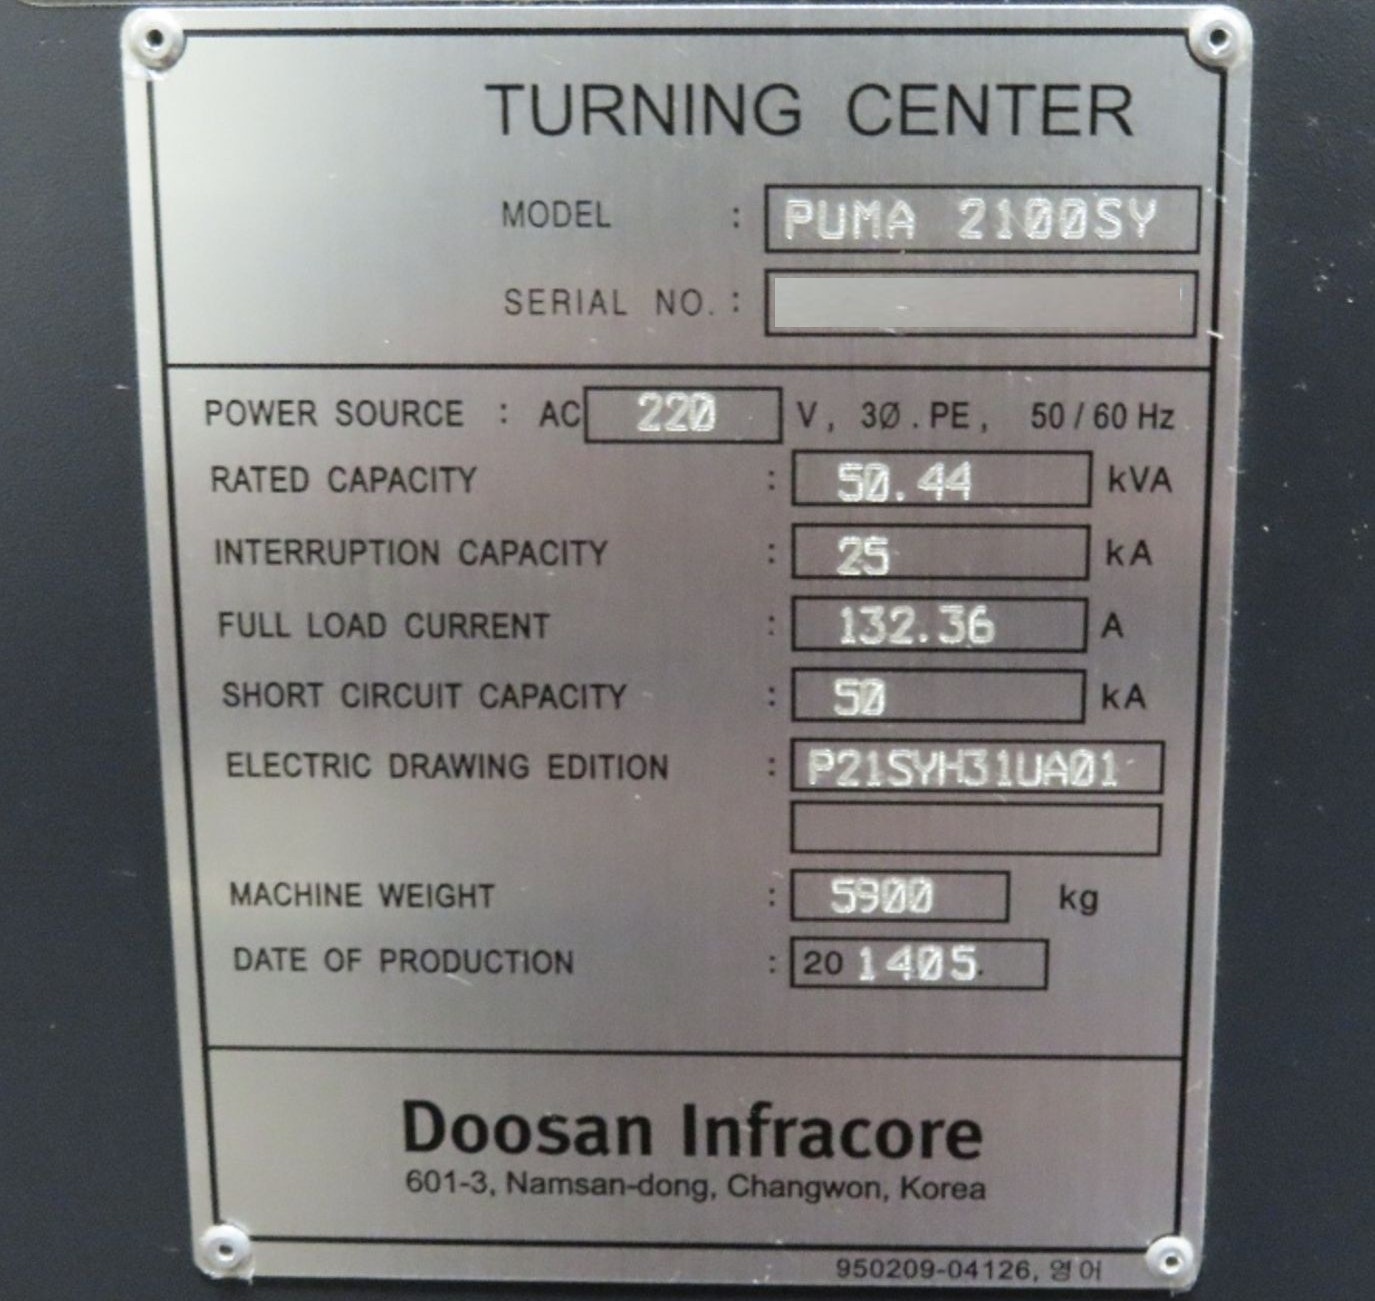 TURNING CENTER
MODEL : PUMA 2100SY
SERIAL NO. :
POWER SOURCE : AC 220 V, 3Ø . PE, 50 / 60 Hz
RATED CAPACITY : 50.44 kVA
INTERRUPTION CAPACITY : 25 kA
FULL LOAD CURRENT : 132.36 A
SHORT CIRCUIT CAPACITY : 50 kA
ELECTRIC DRAWING EDITION : P21SYH31UA01
MACHINE WEIGHT : 5900 kg
DATE OF PRODUCTION : 20 1405.
Doosan Infracore
601-3, Namsan-dong, Changwon, Korea
950209-04126, 영어